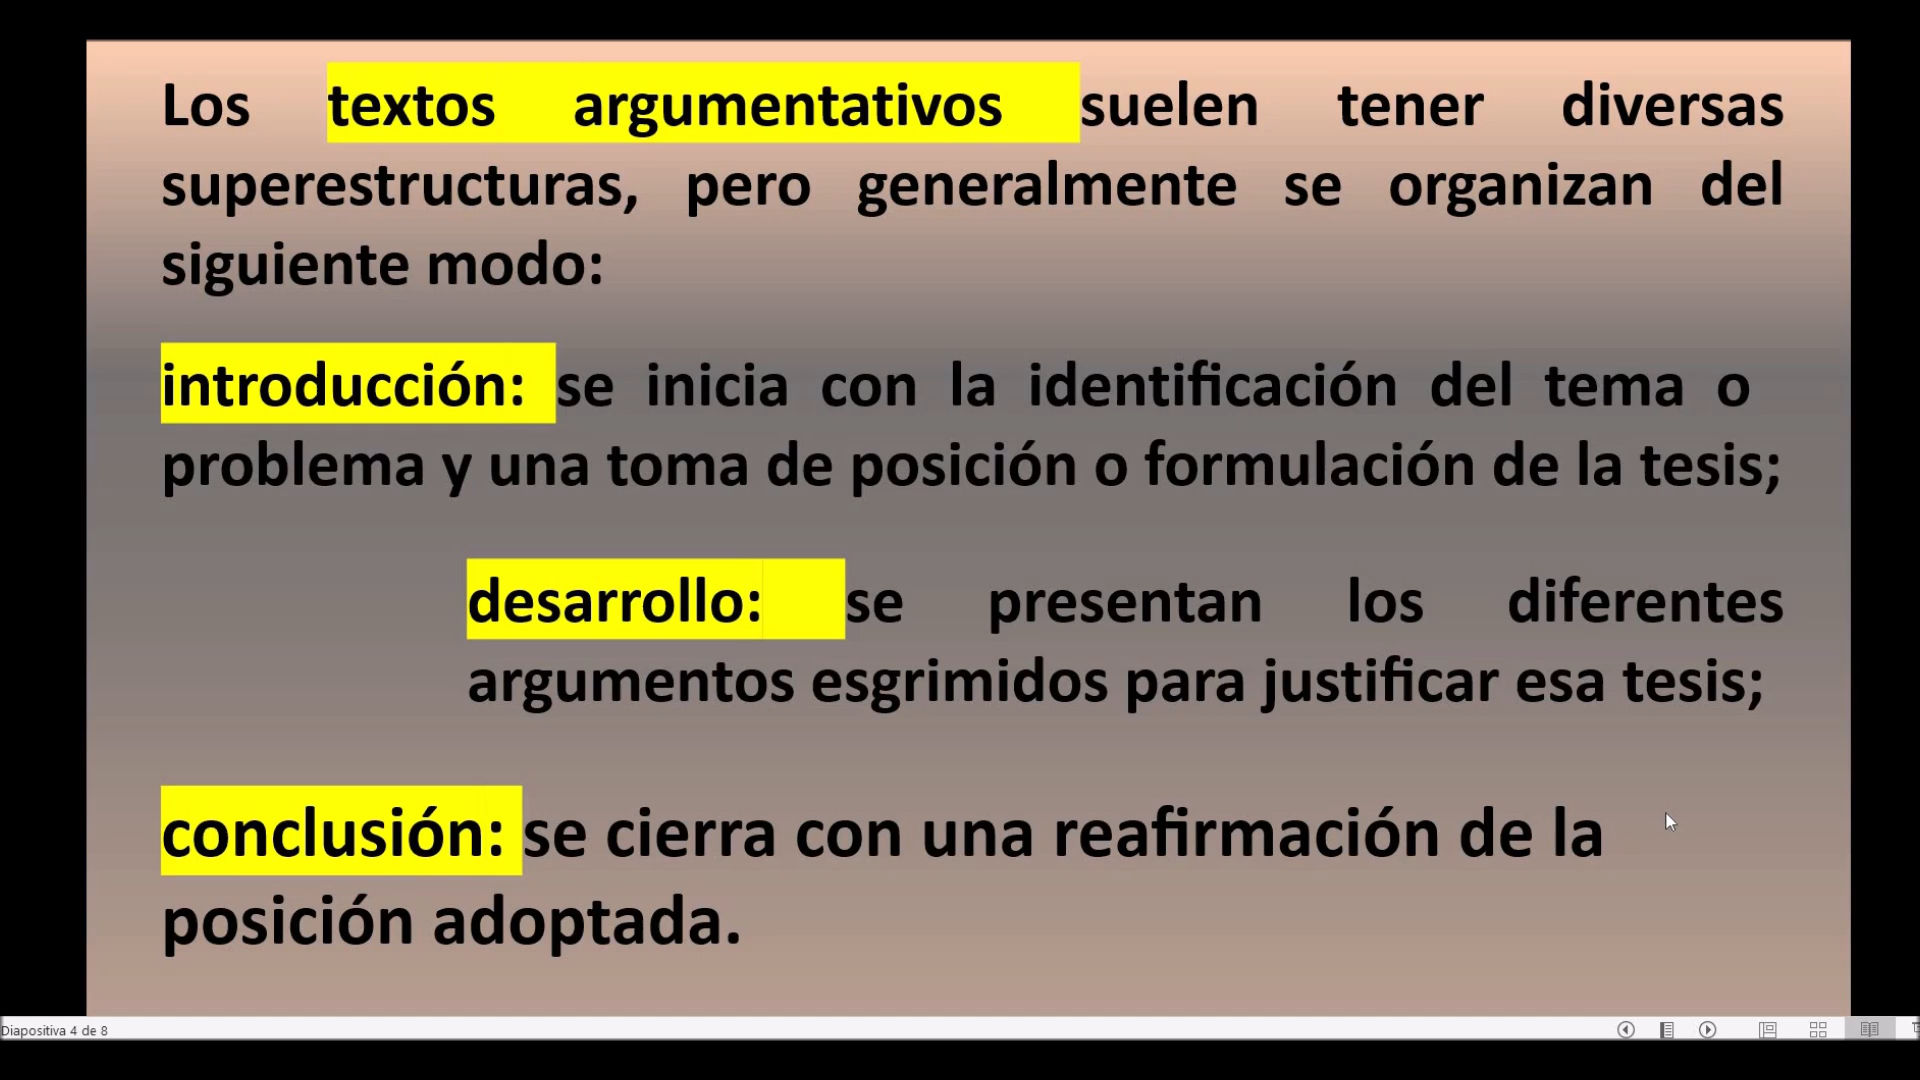 Los textos argumentativos suelen tener diversas
superestructuras, pero generalmente se organizan del
siguiente modo:
introducción: se inicia con la identificación del tema o
problema y una toma de posición o formulación de la tesis;
desarrollo: se presentan los diferentes
argumentos esgrimidos para justificar esa tesis;
conclusión: se cierra con una reafirmación de la
posición adoptada.
Diapositiva 4 de 8